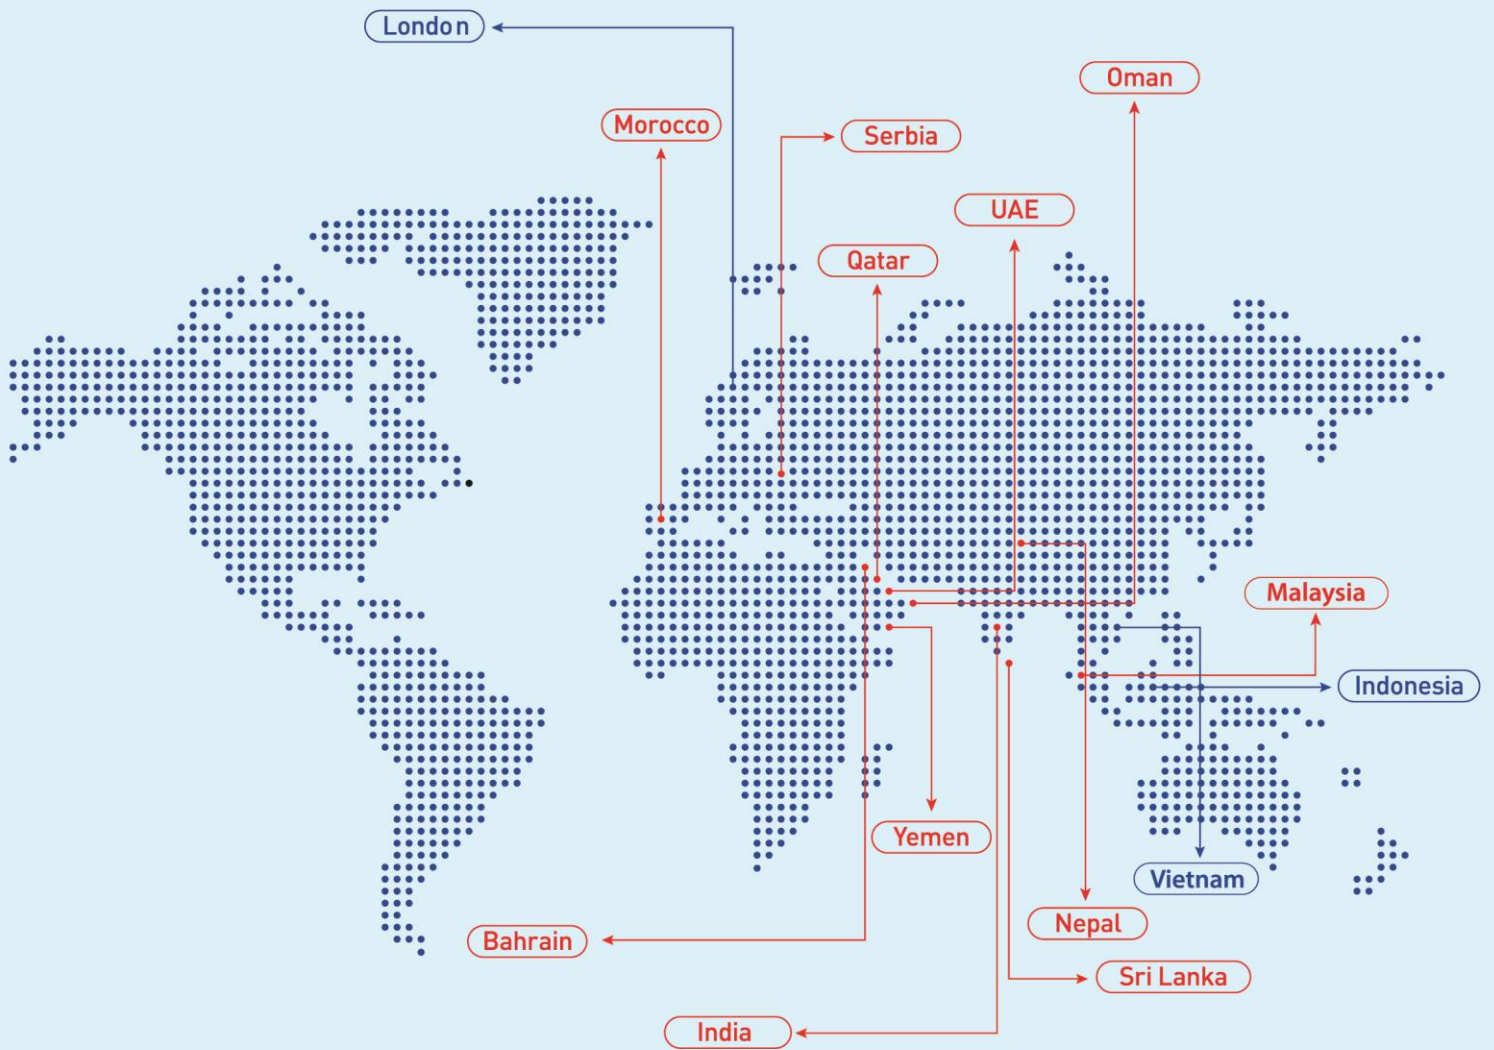 London
Oman
Morocco
Serbia
UAE
Qatar
Malaysia
Indonesia
Yemen
Vietnam
Nepal
Bahrain
Sri Lanka
India